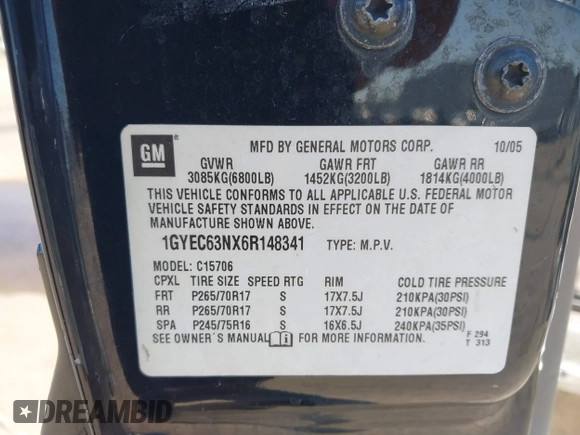 GM
MFD BY GENERAL MOTORS CORP. 10/05
GVWR GAWR FRT GAWR RR
3085KG(6800LB) 1452KG(3200LB) 1814KG(4000LB)
THIS VEHICLE CONFORMS TO ALL APPLICABLE U.S. FEDERAL MOTOR
VEHICLE SAFETY STANDARDS IN EFFECT ON THE DATE OF
MANUFACTURE SHOWN ABOVE.
1GYEC63NX6R148341 TYPE: M.P.V.
MODEL: C15706
CPXL TIRE SIZE SPEED RTG RIM COLD TIRE PRESSURE
FRT P265/70R17 S 17X7.5J 210KPA(30PSI)
RR P265/70R17 S 17X7.5J 210KPA(30PSI)
SPA P245/75R16 S 16X6.5J 240KPA(35PSI)
SEE OWNER'S MANUAL FOR MORE INFORMATION.
F 294
T 313
DREAMBID